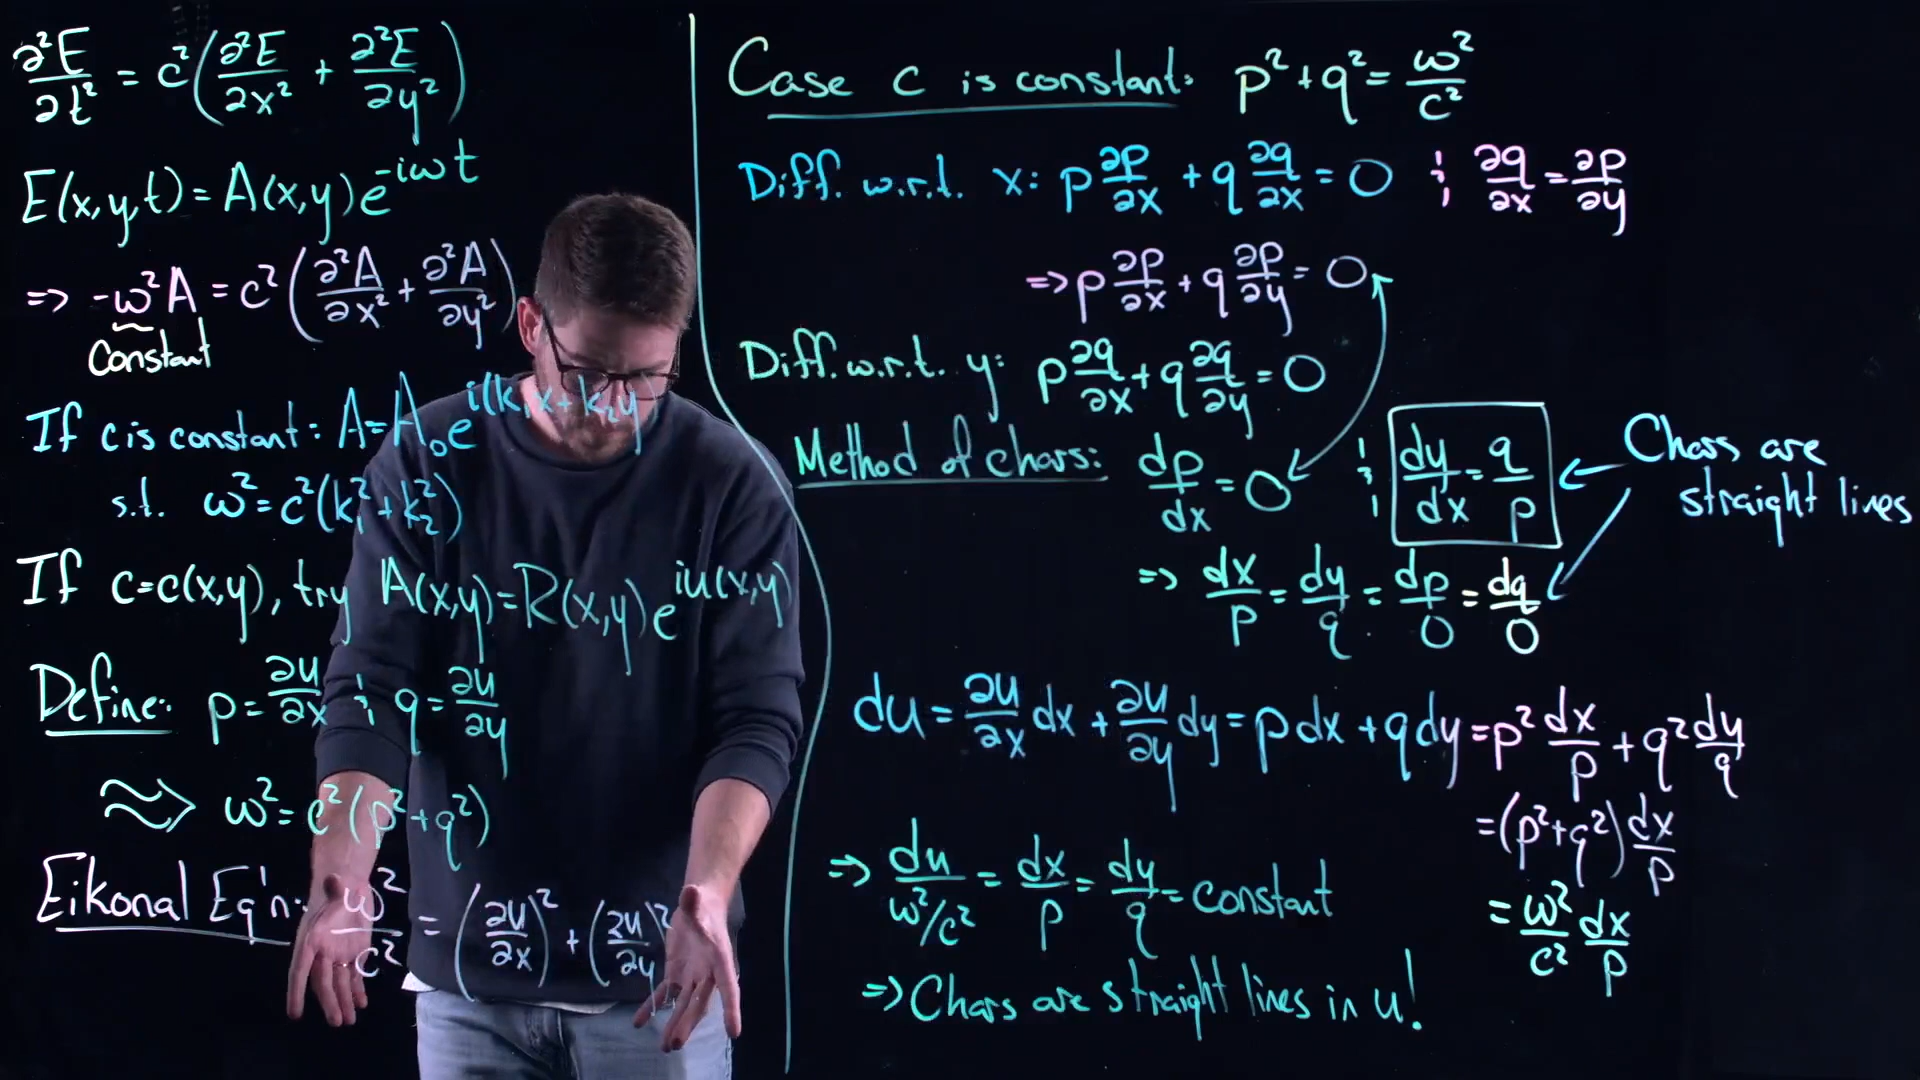 ∂²E/∂t² = c²(∂²E/∂x² + ∂²E/∂y²)
E(x,y,t) = A(x,y)e^{-iωt}
=> -ω²A = c²(∂²A/∂x² + ∂²A/∂y²)
Constant
If c is constant: A = A₀e^{i(k₁x + k₂y
s.t. ω² = c²(k₁² + k₂²)
If c=c(x,y), try A(x,y) = R(x,y)e^{iu(x,y)}
Define: p = ∂u/∂x ; q = ∂u/∂y
≈> ω² = c²(p² + q²)
Eikonal Eq'n: ω²/c² = (∂u/∂x)² + (∂u/∂y)²
Case c is constant: p² + q² = ω²/c²
Diff. w.r.t. x: p ∂p/∂x + q ∂q/∂x = 0 ; ∂q/∂x = ∂p/∂y
=> p ∂p/∂x + q ∂p/∂y = 0
Diff. w.r.t. y: p ∂q/∂x + q ∂q/∂y = 0
Method of chars: dp/dx = 0 ; dy/dx = q/p
Chars are
straight lines
=> dx/p = dy/q = dp/0 = dq/0
du = ∂u/∂x dx + ∂u/∂y dy = p dx + q dy = p² dx/p + q² dy/q
= (p² + q²) dx/p
=> du/(ω²/c²) = dx/p = dy/q = constant
= ω²/c² dx/p
=> Chars are straight lines in u!